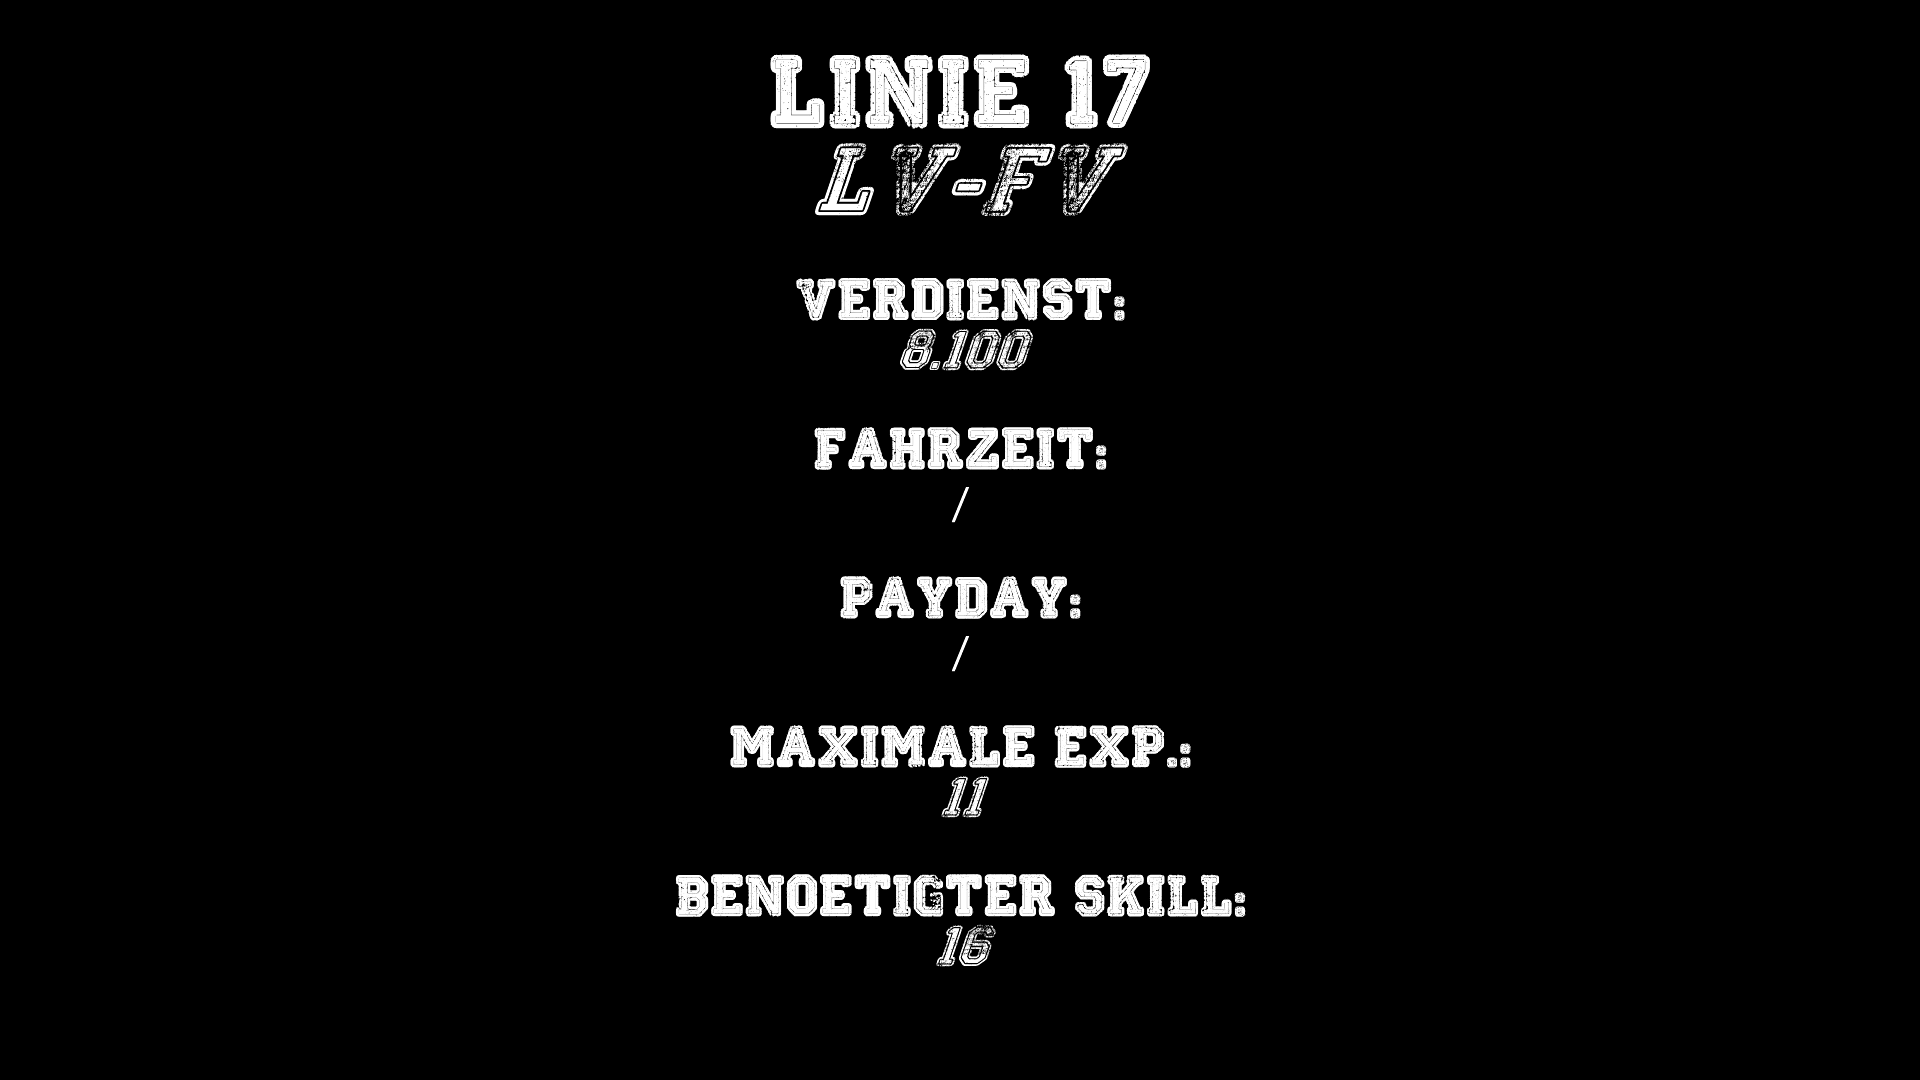 LINIE 17
LV-FV
VERDIENST:
8.100
FAHRZEIT:
/
PAYDAY:
/
MAXIMALE EXP.:
11
BENOETIGTER SKILL:
16